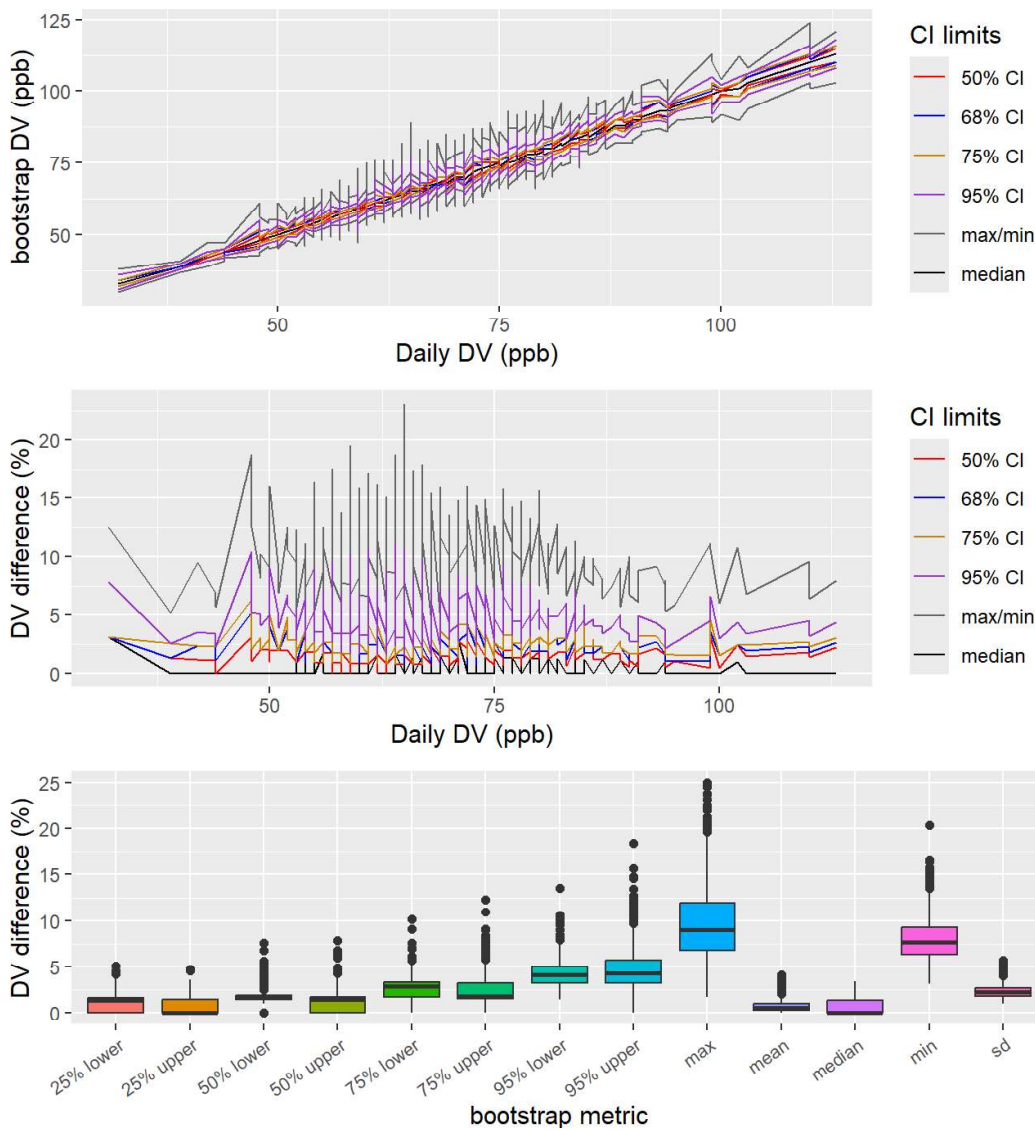 125
100
75
50
bootstrap DV (ppb)
50
75
100
Daily DV (ppb)
CI limits
50% CI
68% CI
75% CI
95% CI
max/min
median
20
15
10
5
0
DV difference (%)
50
75
100
Daily DV (ppb)
CI limits
50% CI
68% CI
75% CI
95% CI
max/min
median
25
20
15
10
5
0
DV difference (%)
25% lower
25% upper
50% lower
50% upper
75% lower
75% upper
95% lower
95% upper
max
mean
median
min
sd
bootstrap metric